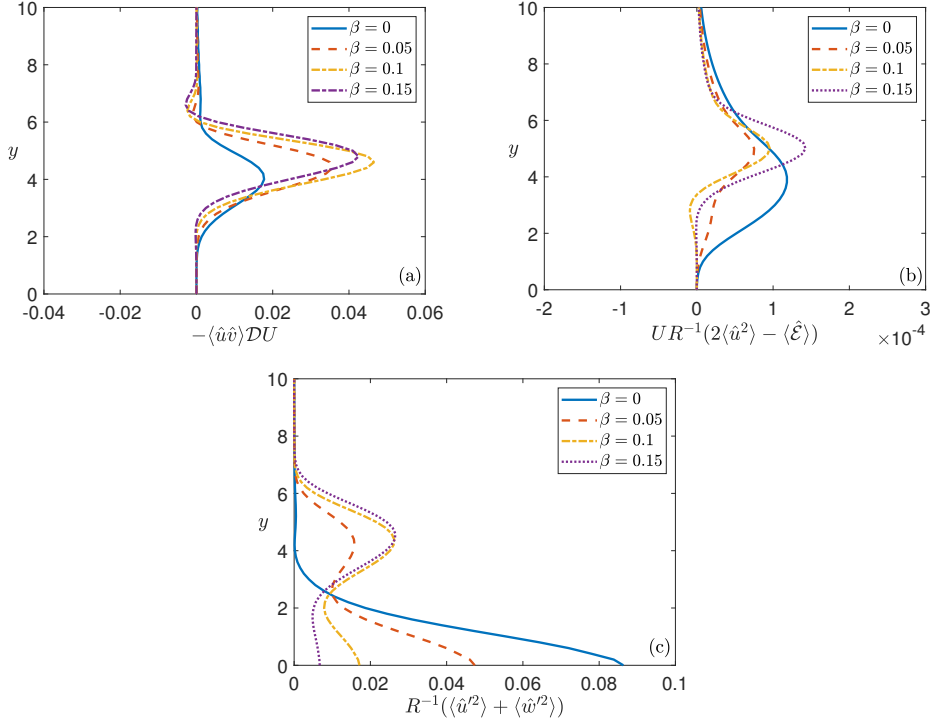 10
8
6
4
2
0
y
-0.04
-0.02
0
0.02
0.04
0.06
−⟨ûv̂⟩𝒟U
β = 0
β = 0.05
β = 0.1
β = 0.15
(a)
10
8
6
4
2
0
y
-2
-1
0
1
2
3
×10⁻⁴
UR⁻¹(2⟨û²⟩ − ⟨ℰ̂⟩)
β = 0
β = 0.05
β = 0.1
β = 0.15
(b)
10
8
6
4
2
0
y
0
0.02
0.04
0.06
0.08
0.1
R⁻¹(⟨û′²⟩ + ⟨ŵ′²⟩)
β = 0
β = 0.05
β = 0.1
β = 0.15
(c)